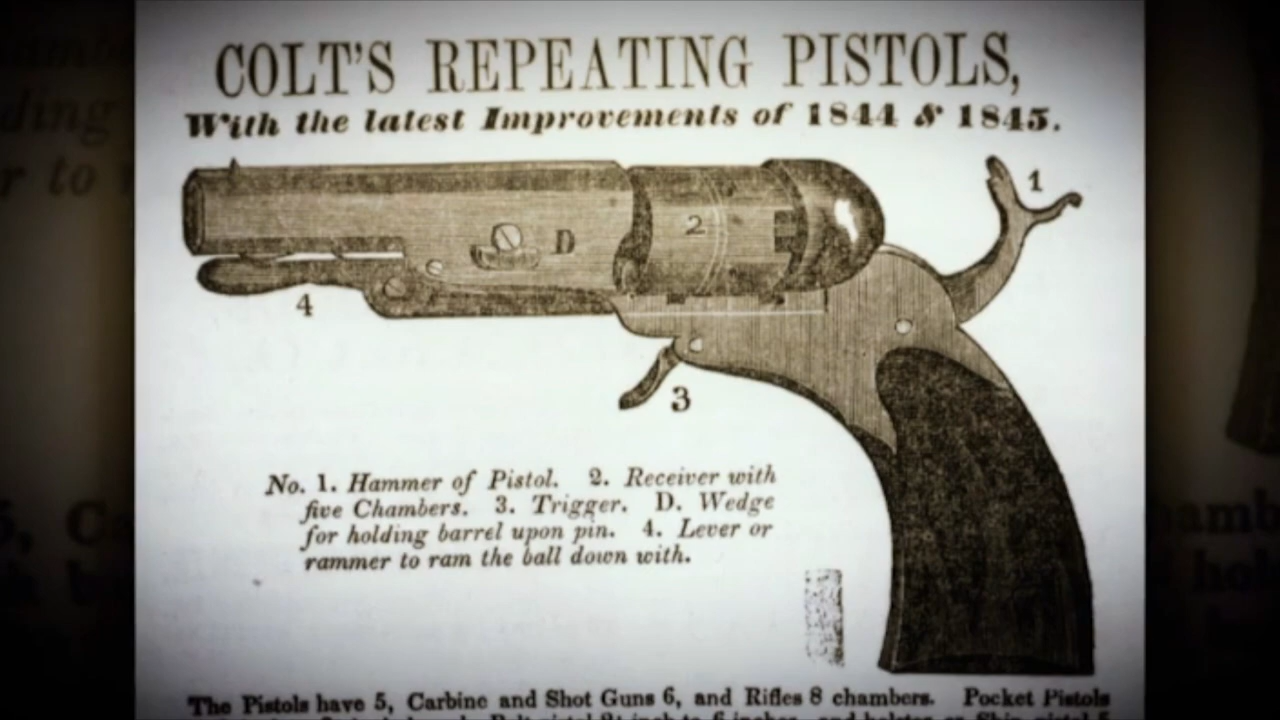 COLT'S REPEATING PISTOLS,
With the latest Improvements of 1844 & 1845.
1
2
D
4
3
No. 1. Hammer of Pistol. 2. Receiver with
five Chambers. 3. Trigger. D. Wedge
for holding barrel upon pin. 4. Lever or
rammer to ram the ball down with.
The Pistols have 5, Carbine and Shot Guns 6, and Rifles 8 chambers. Pocket Pistols